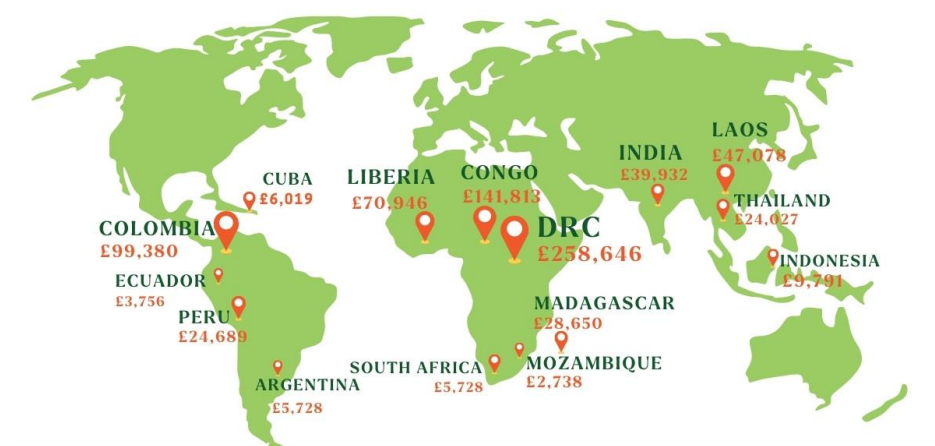 LAOS
£47,078
INDIA
£39,932
CONGO
£141,813
LIBERIA
£70,946
CUBA
£6,019
THAILAND
£24,027
COLOMBIA
£99,380
DRC
£258,646
INDONESIA
£9,791
ECUADOR
£3,756
PERU
£24,689
MADAGASCAR
£28,650
SOUTH AFRICA
£5,728
MOZAMBIQUE
£2,738
ARGENTINA
£5,728